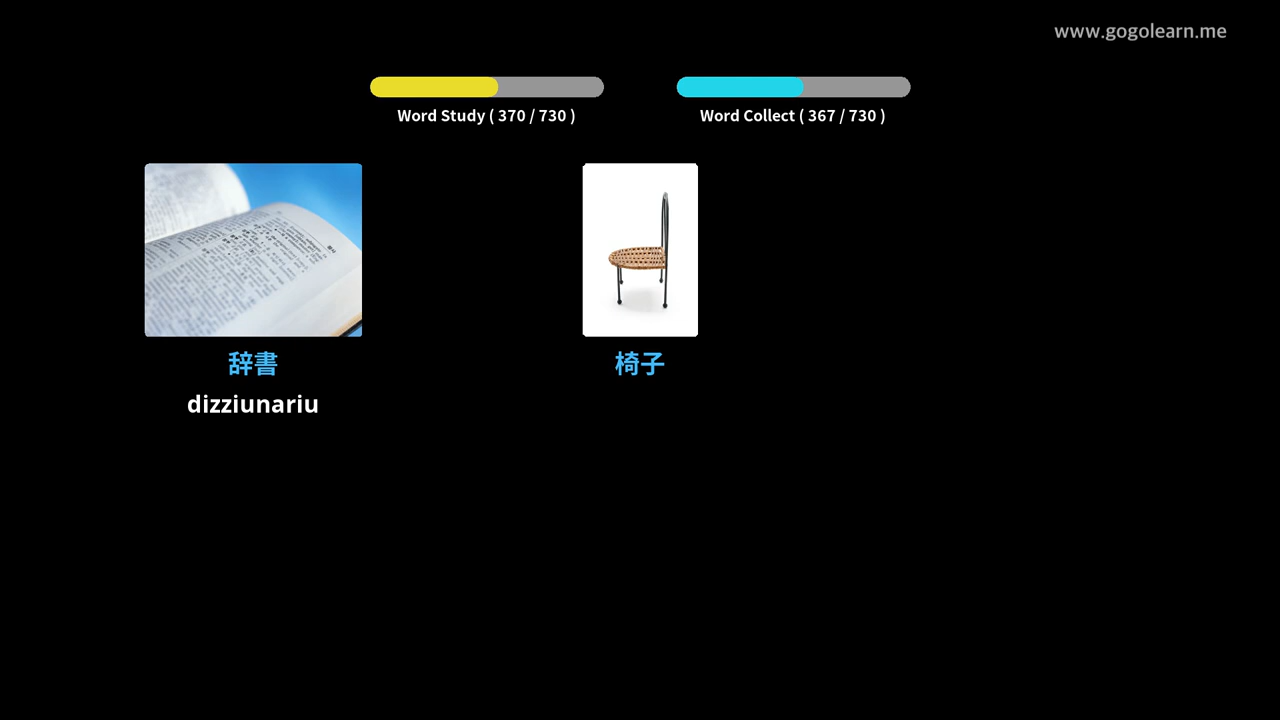 www.gogolearn.me
Word Study ( 370 / 730 )
Word Collect ( 367 / 730 )
辞書
椅子
dizziunariu